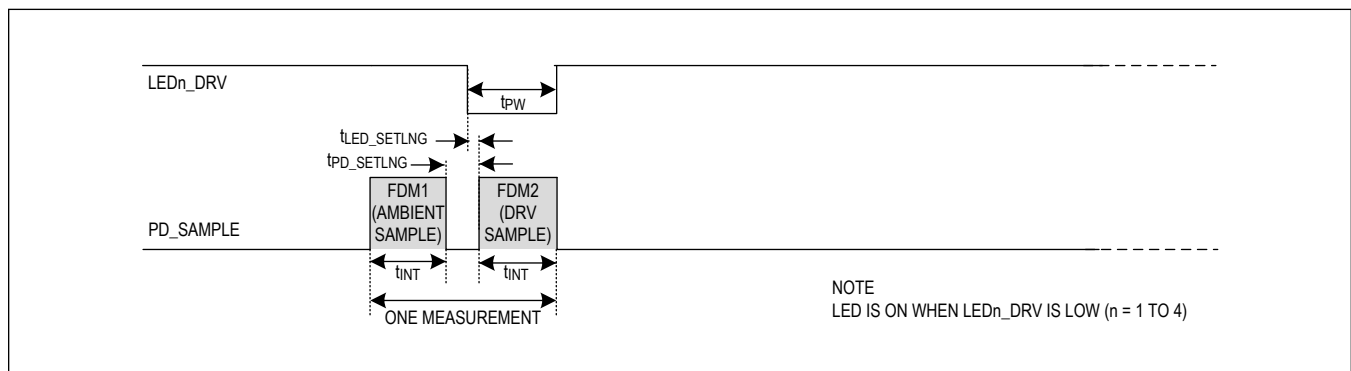 LEDn_DRV
tPW
tLED_SETLNG
tPD_SETLNG
FDM1
(AMBIENT
SAMPLE)
FDM2
(DRV
SAMPLE)
PD_SAMPLE
tINT
tINT
ONE MEASUREMENT
NOTE
LED IS ON WHEN LEDn_DRV IS LOW (n = 1 TO 4)